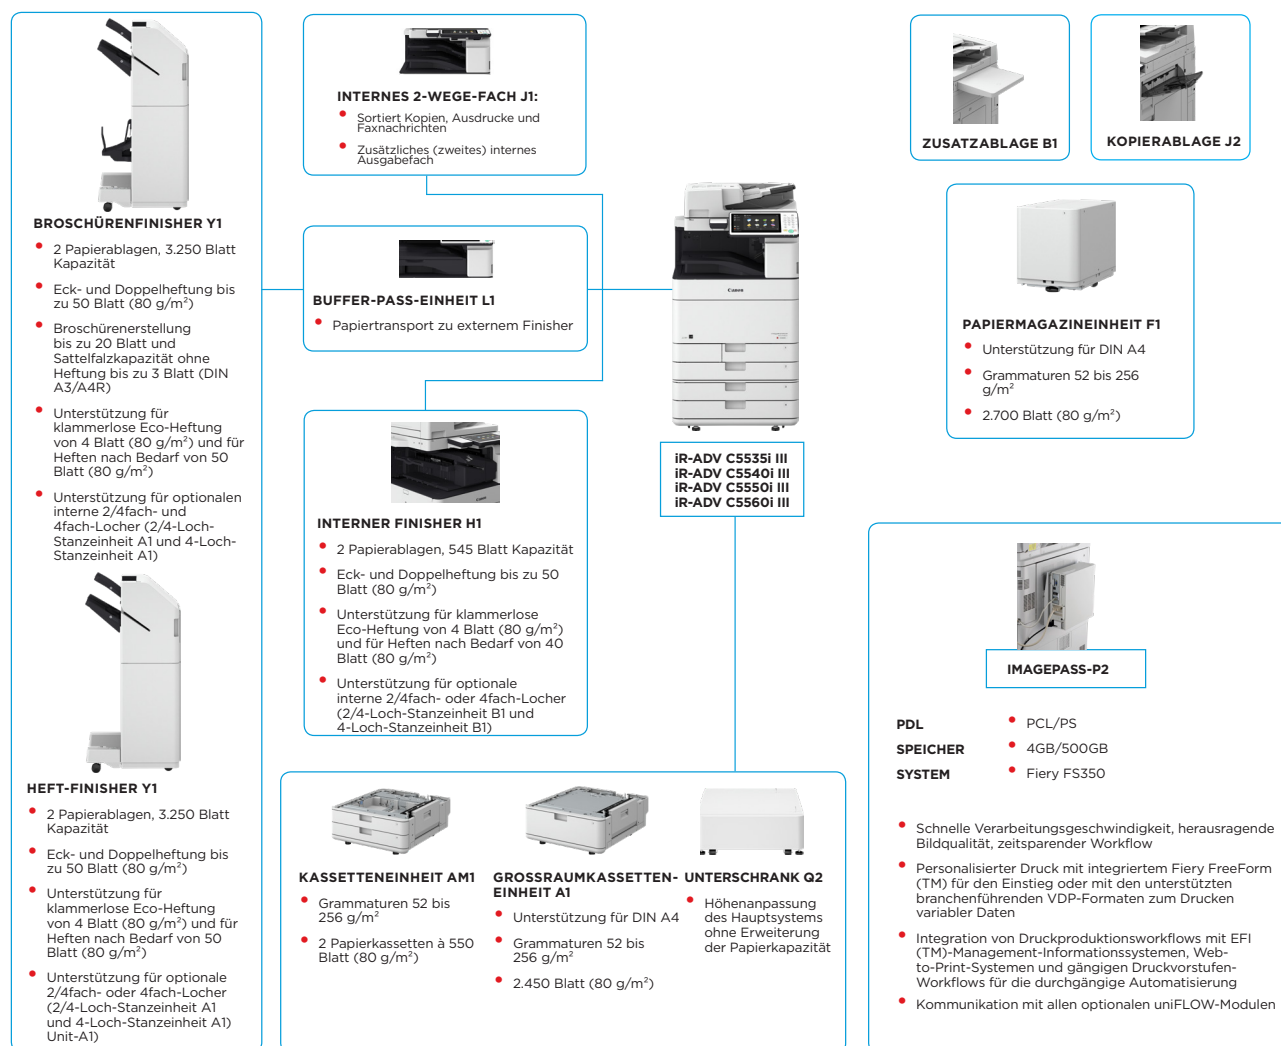 BROSCHÜRENFINISHER Y1
2 Papierablagen, 3.250 Blatt
Kapazität
Eck- und Doppelheftung bis
zu 50 Blatt (80 g/m²)
Broschürenerstellung
bis zu 20 Blatt und
Sattelfalzkapazität ohne
Heftung bis zu 3 Blatt (DIN
A3/A4R)
Unterstützung für
klammerlose Eco-Heftung
von 4 Blatt (80 g/m²) und für
Heften nach Bedarf von 50
Blatt (80 g/m²)
Unterstützung für optionalen
interne 2/4fach- und
4fach-Locher (2/4-Loch-
Stanzeinheit A1 und 4-Loch-
Stanzeinheit A1)
HEFT-FINISHER Y1
2 Papierablagen, 3.250 Blatt
Kapazität
Eck- und Doppelheftung bis
zu 50 Blatt (80 g/m²)
Unterstützung für
klammerlose Eco-Heftung
von 4 Blatt (80 g/m²) und für
Heften nach Bedarf von 50
Blatt (80 g/m²)
Unterstützung für optionale
2/4fach- oder 4fach-Locher
(2/4-Loch-Stanzeinheit A1
und 4-Loch-Stanzeinheit A1)
Unit-A1)
INTERNES 2-WEGE-FACH J1:
Sortiert Kopien, Ausdrucke und
Faxnachrichten
Zusätzliches (zweites) internes
Ausgabefach
BUFFER-PASS-EINHEIT L1
Papiertransport zu externem Finisher
INTERNER FINISHER H1
2 Papierablagen, 545 Blatt Kapazität
Eck- und Doppelheftung bis zu 50
Blatt (80 g/m²)
Unterstützung für klammerlose
Eco-Heftung von 4 Blatt (80 g/m²)
und für Heften nach Bedarf von 40
Blatt (80 g/m²)
Unterstützung für optionale
interne 2/4fach- oder 4fach-Locher
(2/4-Loch-Stanzeinheit B1 und
4-Loch-Stanzeinheit B1)
Canon
iR-ADV C5535i III
iR-ADV C5540i III
iR-ADV C5550i III
iR-ADV C5560i III
KASSETTENEINHEIT AM1
Grammaturen 52 bis
256 g/m²
2 Papierkassetten à 550
Blatt (80 g/m²)
GROSSRAUMKASSETTEN-
EINHEIT A1
Unterstützung für DIN A4
Grammaturen 52 bis
256 g/m²
2.450 Blatt (80 g/m²)
UNTERSCHRANK Q2
Höhenanpassung
des Hauptsystems
ohne Erweiterung
der Papierkapazität
ZUSATZABLAGE B1
KOPIERABLAGE J2
PAPIERMAGAZINEINHEIT F1
Unterstützung für DIN A4
Grammaturen 52 bis 256
g/m²
2.700 Blatt (80 g/m²)
IMAGEPASS-P2
PDL PCL/PS
SPEICHER 4GB/500GB
SYSTEM Fiery FS350
Schnelle Verarbeitungsgeschwindigkeit, herausragende
Bildqualität, zeitsparender Workflow
Personalisierter Druck mit integriertem Fiery FreeForm
(TM) für den Einstieg oder mit den unterstützten
branchenführenden VDP-Formaten zum Drucken
variabler Daten
Integration von Druckproduktionsworkflows mit EFI
(TM)-Management-Informationssystemen, Web-
to-Print-Systemen und gängigen Druckvorstufen-
Workflows für die durchgängige Automatisierung
Kommunikation mit allen optionalen uniFLOW-Modulen